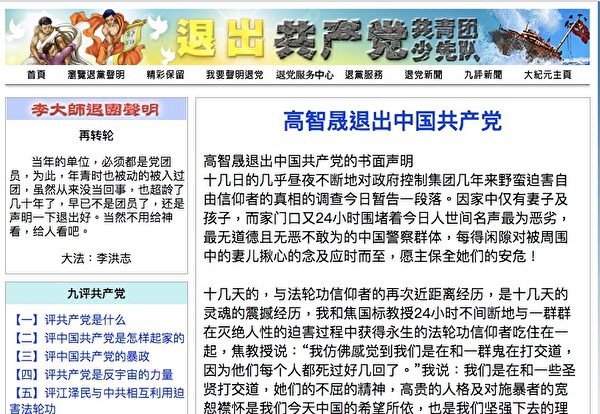 退出共产党 共青团
少先队
首頁 瀏覽退黨聲明 精彩保留 我要聲明退党 退党服务中心 退黨服務 退党新聞 九評新聞 大紀元主頁
李大師退團聲明
再转轮
当年的单位，必须都是党团
员，为此，年青时也被动的被入过
团，虽然从来没当回事，也超龄了
几十年了，早已不是团员了，还是
声明一下退出好。当然不用给神
看，给人看吧。
大法：李洪志
九评共产党
【一】评共产党是什么
【二】评中国共产党是怎样起家的
【三】评中国共产党的暴政
【四】评共产党是反宇宙的力量
【五】评江泽民与中共相互利用迫
害法轮功
高智晟退出中国共产党
高智晟退出中国共产党的书面声明
十几日的几乎昼夜不断地对政府控制集团几年来野蛮迫害自
由信仰者的真相的调查今日暂告一段落。因家中仅有妻子及
孩子，而家门口又24小时围堵着今日人世间名声最为恶劣，
最无道德且无恶不敢为的中国警察群体，每得闲隙对被周围
中的妻儿揪心的念及应时而至，愿主保全她们的安危！
十几天的，与法轮功信仰者的再次近距离经历，是十几天的
灵魂的震撼经历，我和焦国标教授24小时不间断地与一群群
在灭绝人性的迫害过程中获得永生的法轮功信仰者吃住在一
起，焦教授说：“我仿佛感觉到我们是在和一群鬼在打交道，
因为他们每个人都死过好几回了。”我说：我们是在和一些圣
贤打交道，她们的不屈的精神，高贵的人格及对施暴者的宽
恕襟怀是我们今天中国的希望所依，也是我们坚强下去的理